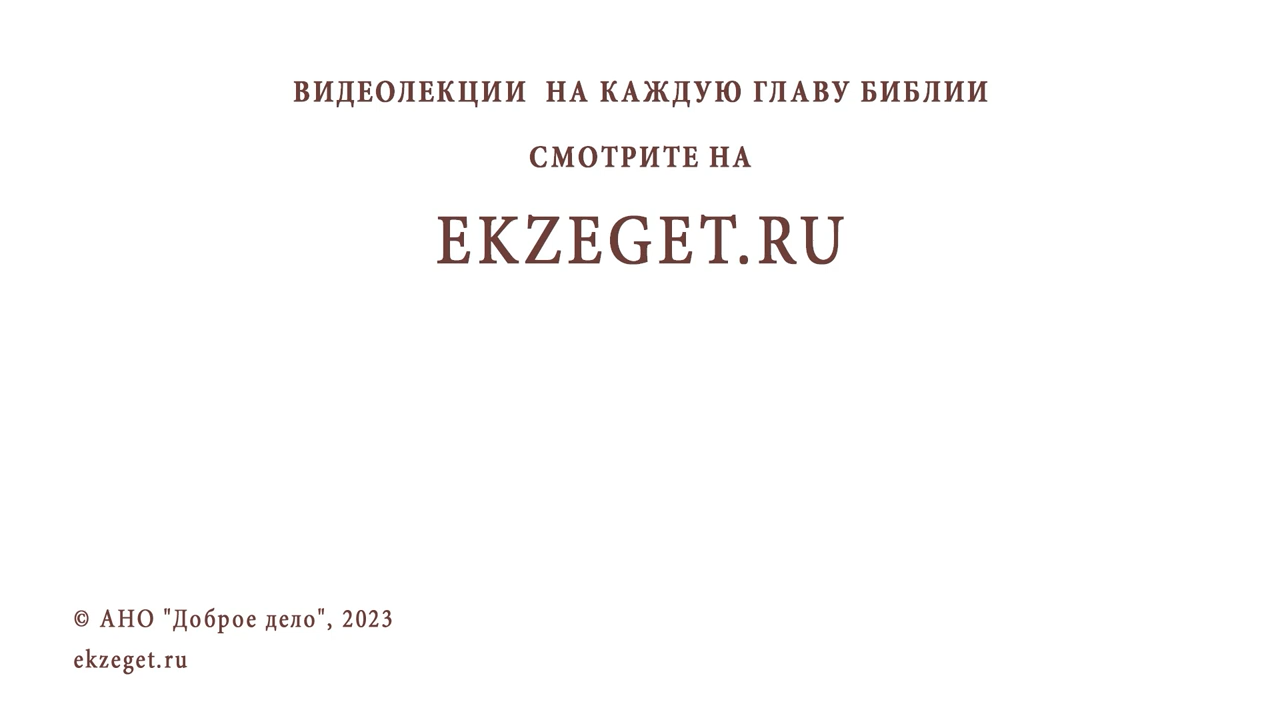 ВИДЕОЛЕКЦИИ НА КАЖДУЮ ГЛАВУ БИБЛИИ
СМОТРИТЕ НА
EKZEGET.RU
© АНО "Доброе дело", 2023
ekzeget.ru